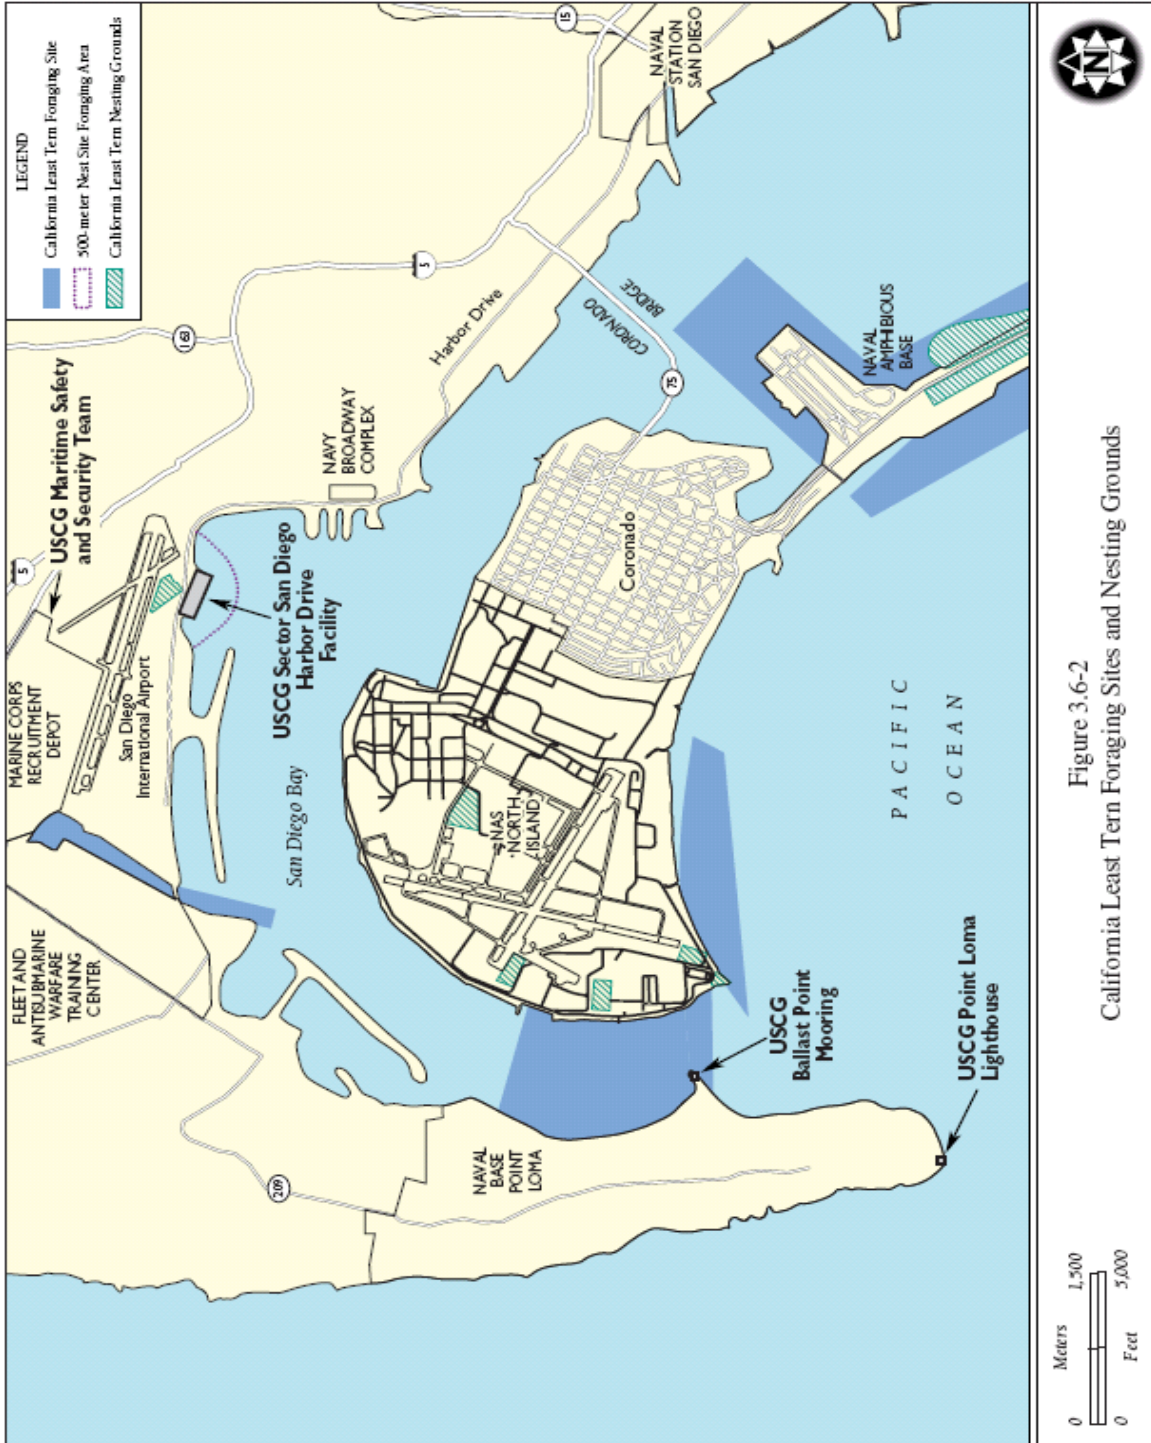 LEGEND
California Least Tern Foraging Site
500-meter Nest Site Foraging Area
California Least Tern Nesting Grounds
5
USCG Maritime Safety
and Security Team
163
15
MARINE CORPS
RECRUITMENT
DEPOT
San Diego
International Airport
FLEET AND
ANTISUBMARINE
WARFARE
TRAINING
CENTER
USCG Sector San Diego
Harbor Drive
Facility
NAVY
BROADWAY
COMPLEX
Harbor Drive
5
NAVAL
STATION
SAN DIEGO
San Diego Bay
209
CORONADO
BRIDGE
75
NAS
NORTH
ISLAND
Coronado
NAVAL
BASE
POINT
LOMA
NAVAL
AMPHIBIOUS
BASE
USCG
Ballast Point
Mooring
USCG Point Loma
Lighthouse
PACIFIC
OCEAN
Meters
0 1,500
0 5,000
Feet
Figure 3.6-2
California Least Tern Foraging Sites and Nesting Grounds
N